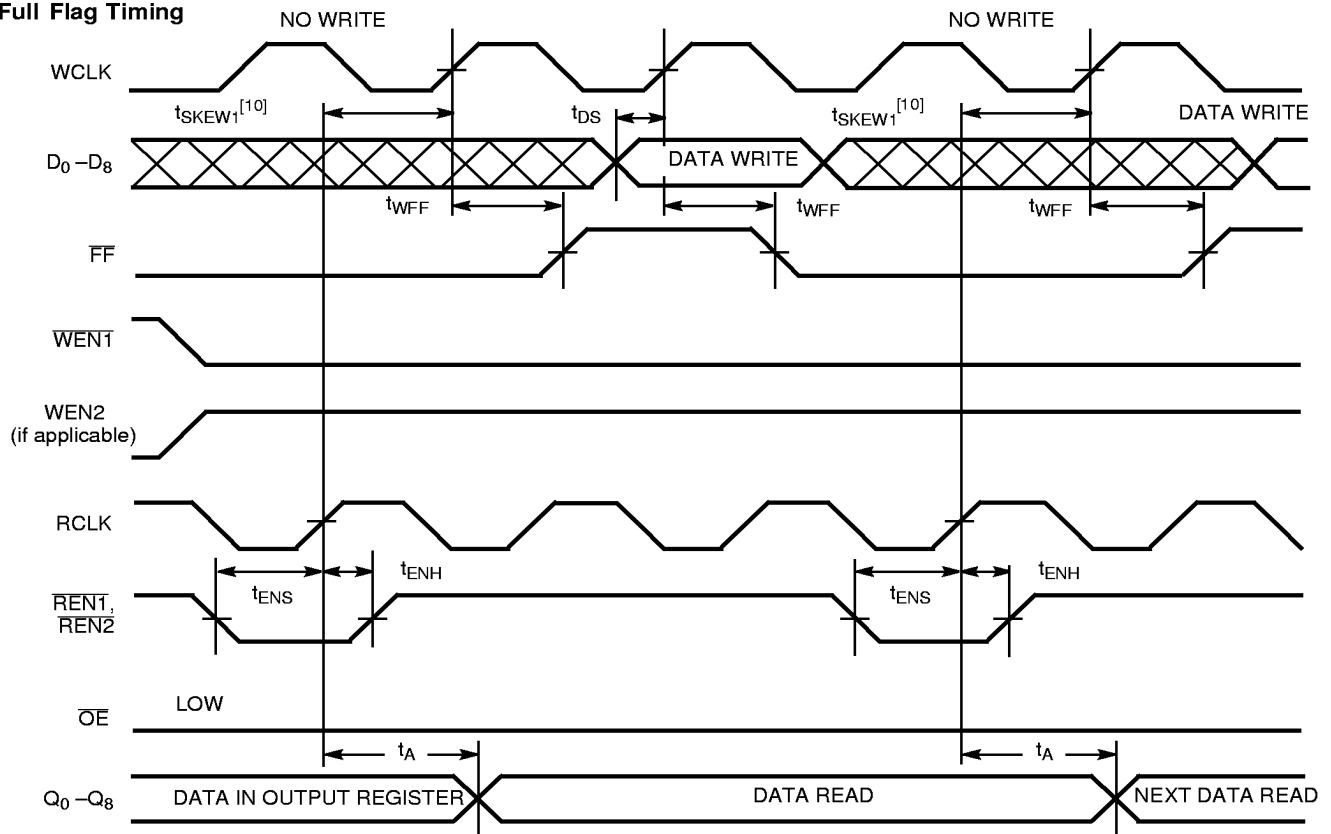 Full Flag Timing
NO WRITE
NO WRITE
WCLK
tSKEW1[10]
tDS
tSKEW1[10]
DATA WRITE
D0 –D8
DATA WRITE
tWFF
tWFF
tWFF
FF
WEN1
WEN2
(if applicable)
RCLK
tENH
tENH
tENS
tENS
REN1,
REN2
LOW
OE
tA
tA
Q0 –Q8
DATA IN OUTPUT REGISTER
DATA READ
NEXT DATA READ